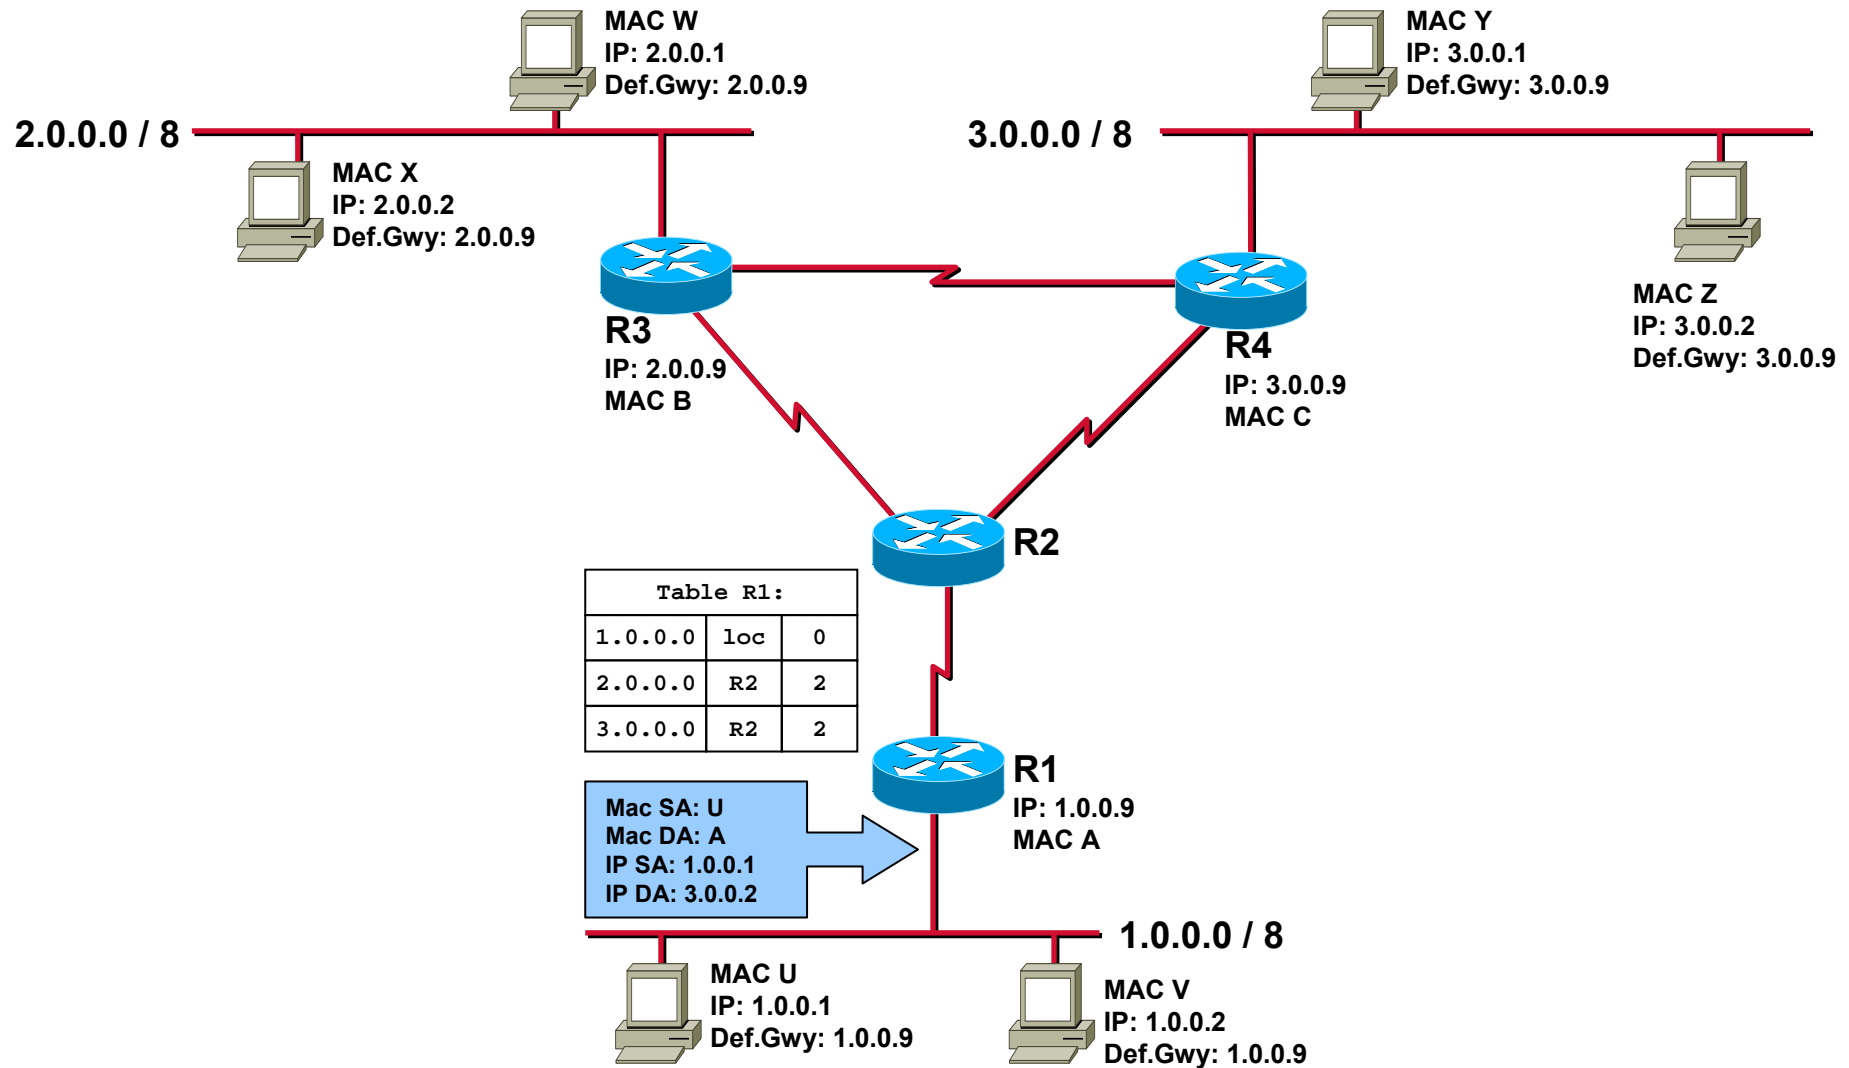 MAC W
IP: 2.0.0.1
Def.Gwy: 2.0.0.9
MAC Y
IP: 3.0.0.1
Def.Gwy: 3.0.0.9
2.0.0.0 / 8
3.0.0.0 / 8
MAC X
IP: 2.0.0.2
Def.Gwy: 2.0.0.9
MAC Z
IP: 3.0.0.2
Def.Gwy: 3.0.0.9
R3
IP: 2.0.0.9
MAC B
R4
IP: 3.0.0.9
MAC C
R2
Table R1:
1.0.0.0 loc 0
2.0.0.0 R2 2
3.0.0.0 R2 2
R1
IP: 1.0.0.9
MAC A
Mac SA: U
Mac DA: A
IP SA: 1.0.0.1
IP DA: 3.0.0.2
1.0.0.0 / 8
MAC U
IP: 1.0.0.1
Def.Gwy: 1.0.0.9
MAC V
IP: 1.0.0.2
Def.Gwy: 1.0.0.9